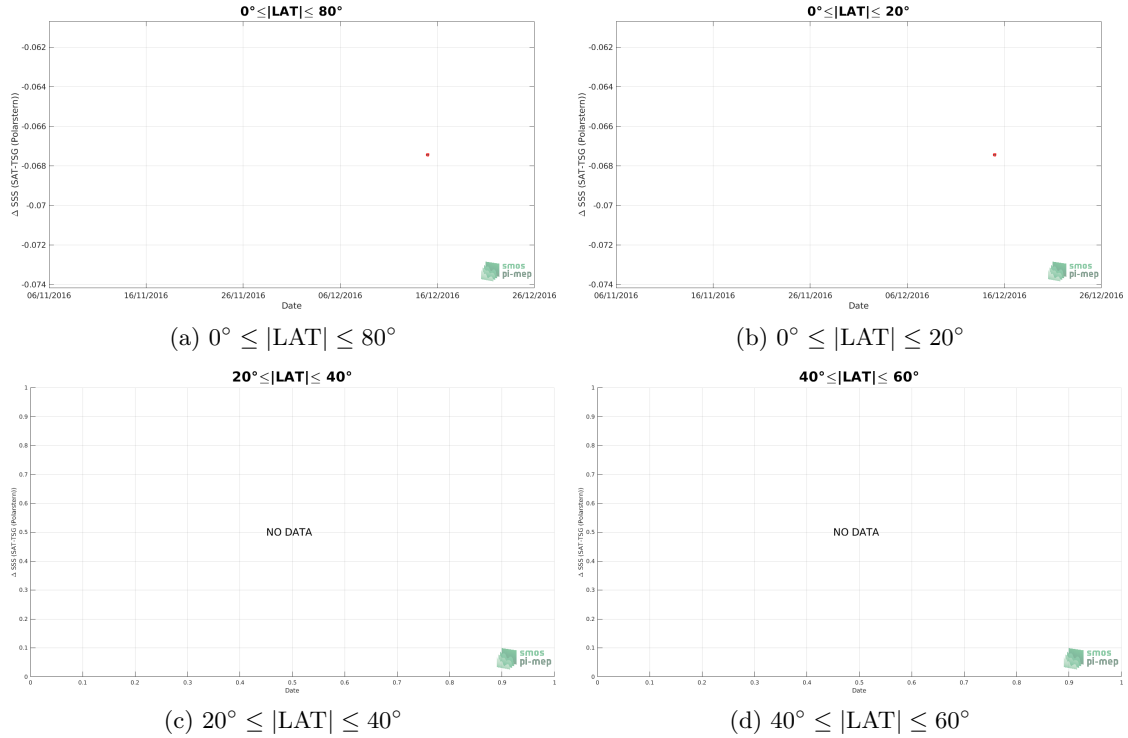 0°≤|LAT|≤ 80°
Δ SSS (SAT-TSG (Polarstern))
-0.062
-0.064
-0.066
-0.068
-0.07
-0.072
-0.074
06/11/2016 16/11/2016 26/11/2016 06/12/2016 16/12/2016 26/12/2016
Date
smos
pi-mep
(a) 0° ≤ |LAT| ≤ 80°
0°≤|LAT|≤ 20°
Δ SSS (SAT-TSG (Polarstern))
-0.062
-0.064
-0.066
-0.068
-0.07
-0.072
-0.074
06/11/2016 16/11/2016 26/11/2016 06/12/2016 16/12/2016 26/12/2016
Date
smos
pi-mep
(b) 0° ≤ |LAT| ≤ 20°
20°≤|LAT|≤ 40°
Δ SSS (SAT-TSG (Polarstern))
1
0.9
0.8
0.7
0.6
0.5
0.4
0.3
0.2
0.1
0
NO DATA
0 0.1 0.2 0.3 0.4 0.5 0.6 0.7 0.8 0.9 1
Date
smos
pi-mep
(c) 20° ≤ |LAT| ≤ 40°
40°≤|LAT|≤ 60°
Δ SSS (SAT-TSG (Polarstern))
1
0.9
0.8
0.7
0.6
0.5
0.4
0.3
0.2
0.1
0
NO DATA
0 0.1 0.2 0.3 0.4 0.5 0.6 0.7 0.8 0.9 1
Date
smos
pi-mep
(d) 40° ≤ |LAT| ≤ 60°